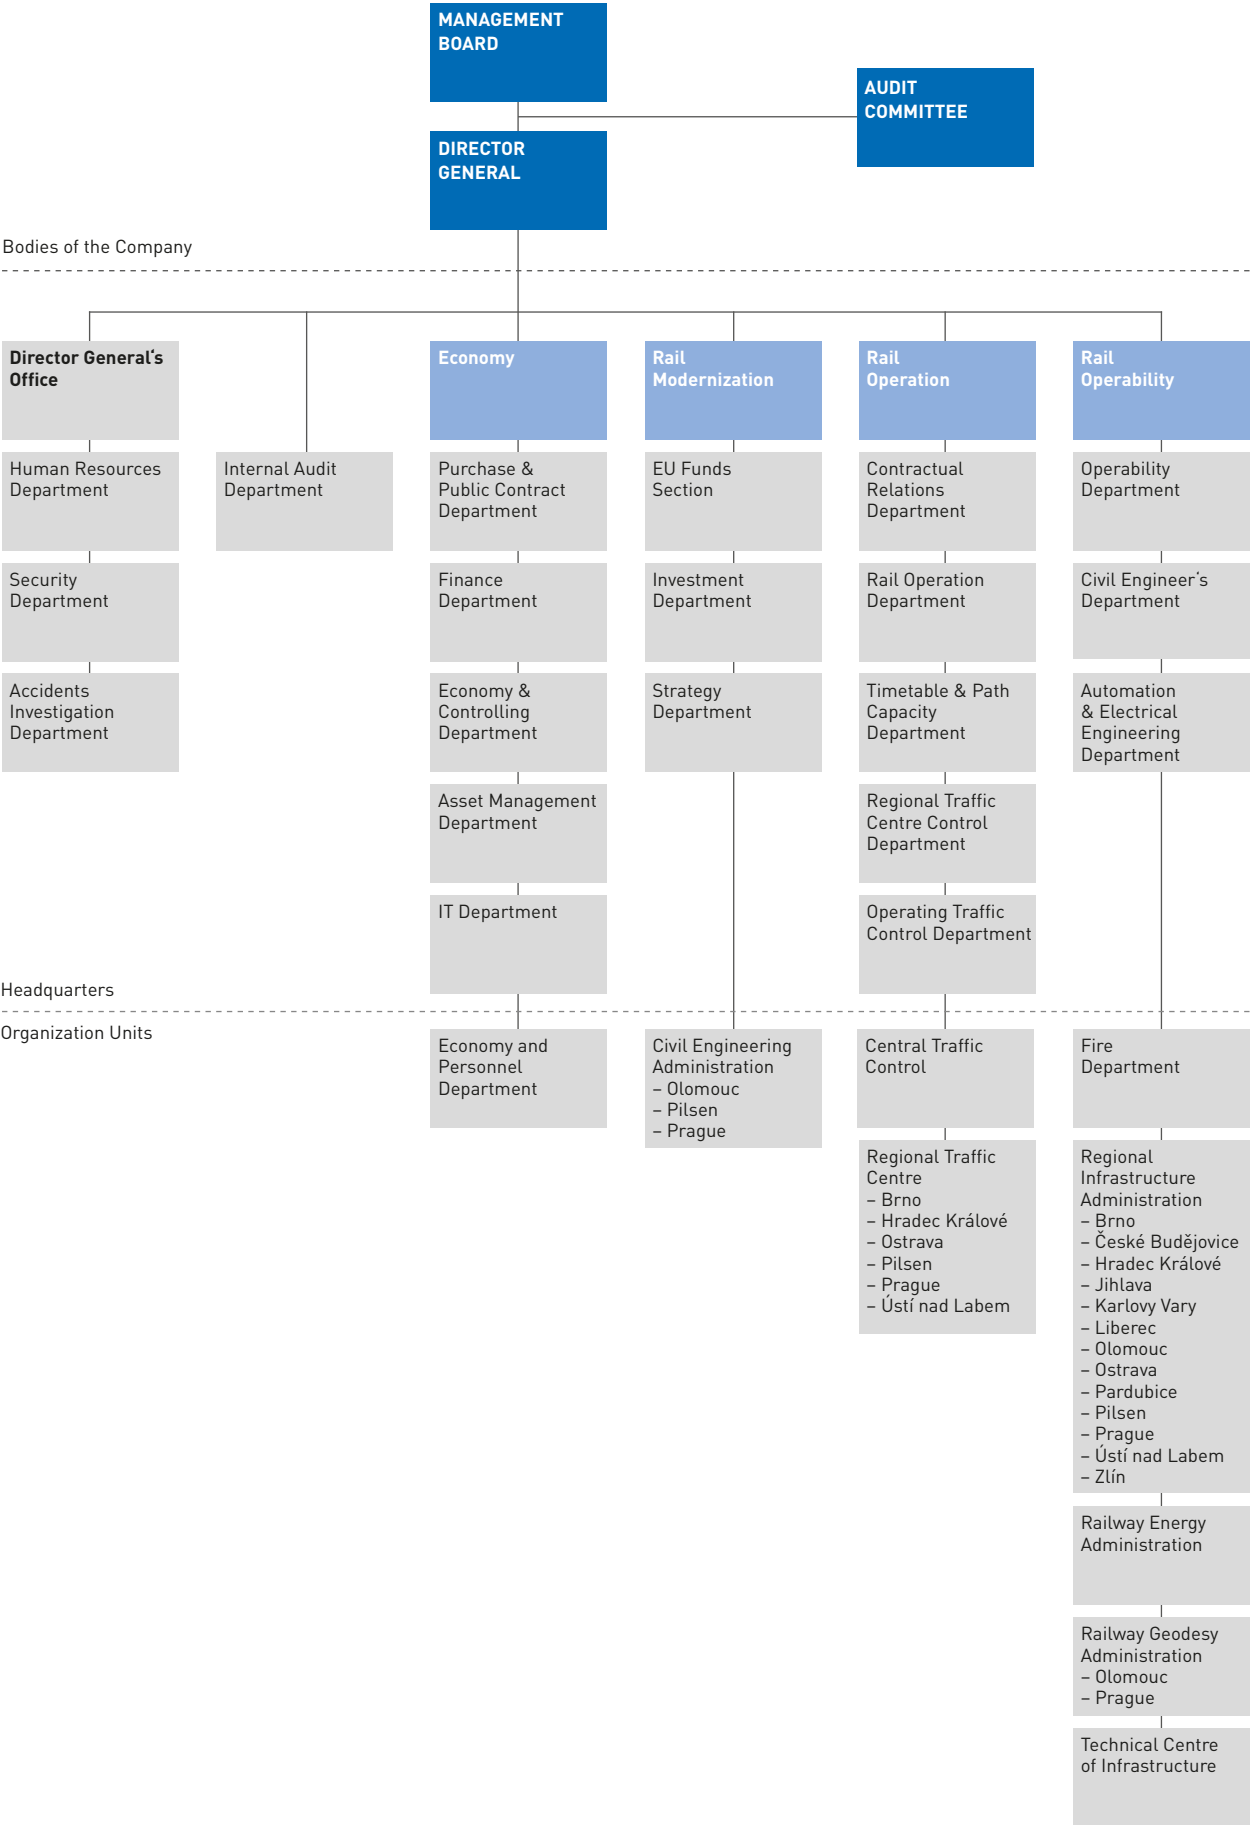 MANAGEMENT
BOARD
AUDIT
COMMITTEE
DIRECTOR
GENERAL
Bodies of the Company
Director General‘s
Office
Human Resources
Department
Security
Department
Accidents
Investigation
Department
Internal Audit
Department
Economy
Purchase &
Public Contract
Department
Finance
Department
Economy &
Controlling
Department
Asset Management
Department
IT Department
Rail
Modernization
EU Funds
Section
Investment
Department
Strategy
Department
Rail
Operation
Contractual
Relations
Department
Rail Operation
Department
Timetable & Path
Capacity
Department
Regional Traffic
Centre Control
Department
Operating Traffic
Control Department
Rail
Operability
Operability
Department
Civil Engineer‘s
Department
Automation
& Electrical
Engineering
Department
Headquarters
Organization Units
Economy and
Personnel
Department
Civil Engineering
Administration
– Olomouc
– Pilsen
– Prague
Central Traffic
Control
Regional Traffic
Centre
– Brno
– Hradec Králové
– Ostrava
– Pilsen
– Prague
– Ústí nad Labem
Fire
Department
Regional
Infrastructure
Administration
– Brno
– České Budějovice
– Hradec Králové
– Jihlava
– Karlovy Vary
– Liberec
– Olomouc
– Ostrava
– Pardubice
– Pilsen
– Prague
– Ústí nad Labem
– Zlín
Railway Energy
Administration
Railway Geodesy
Administration
– Olomouc
– Prague
Technical Centre
of Infrastructure